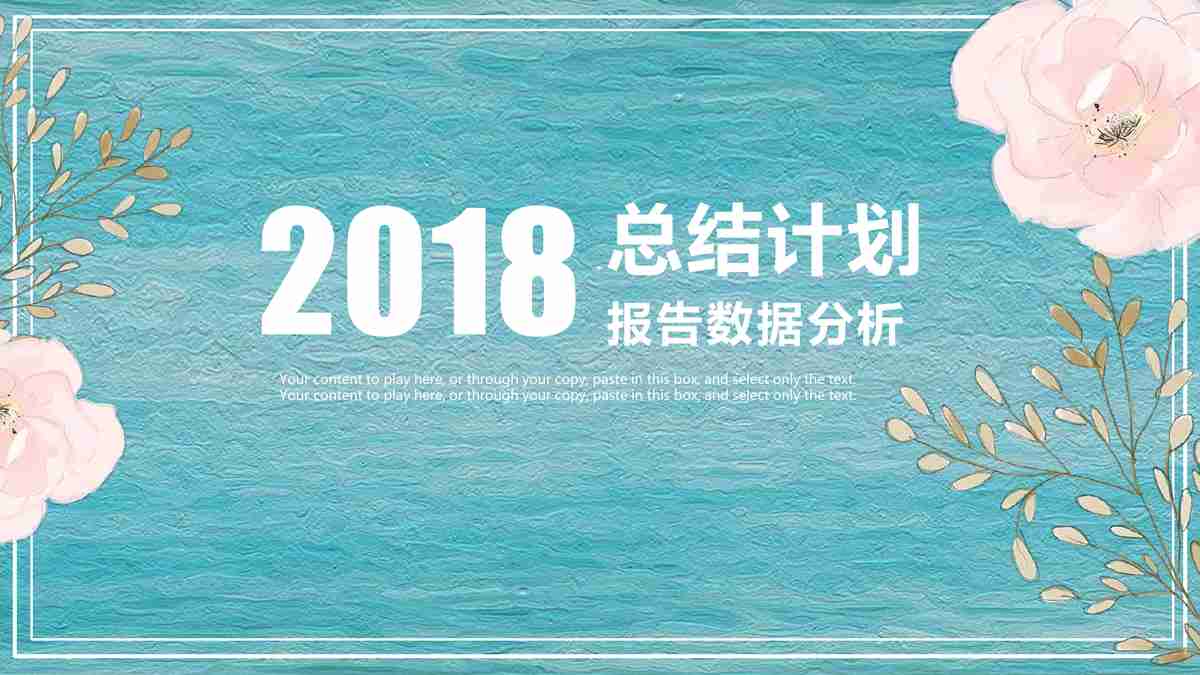 2018
总结计划
报告数据分析
Your content to play here, or through your copy, paste in this box, and select only the text.
Your content to play here, or through your copy, paste in this box, and select only the text.